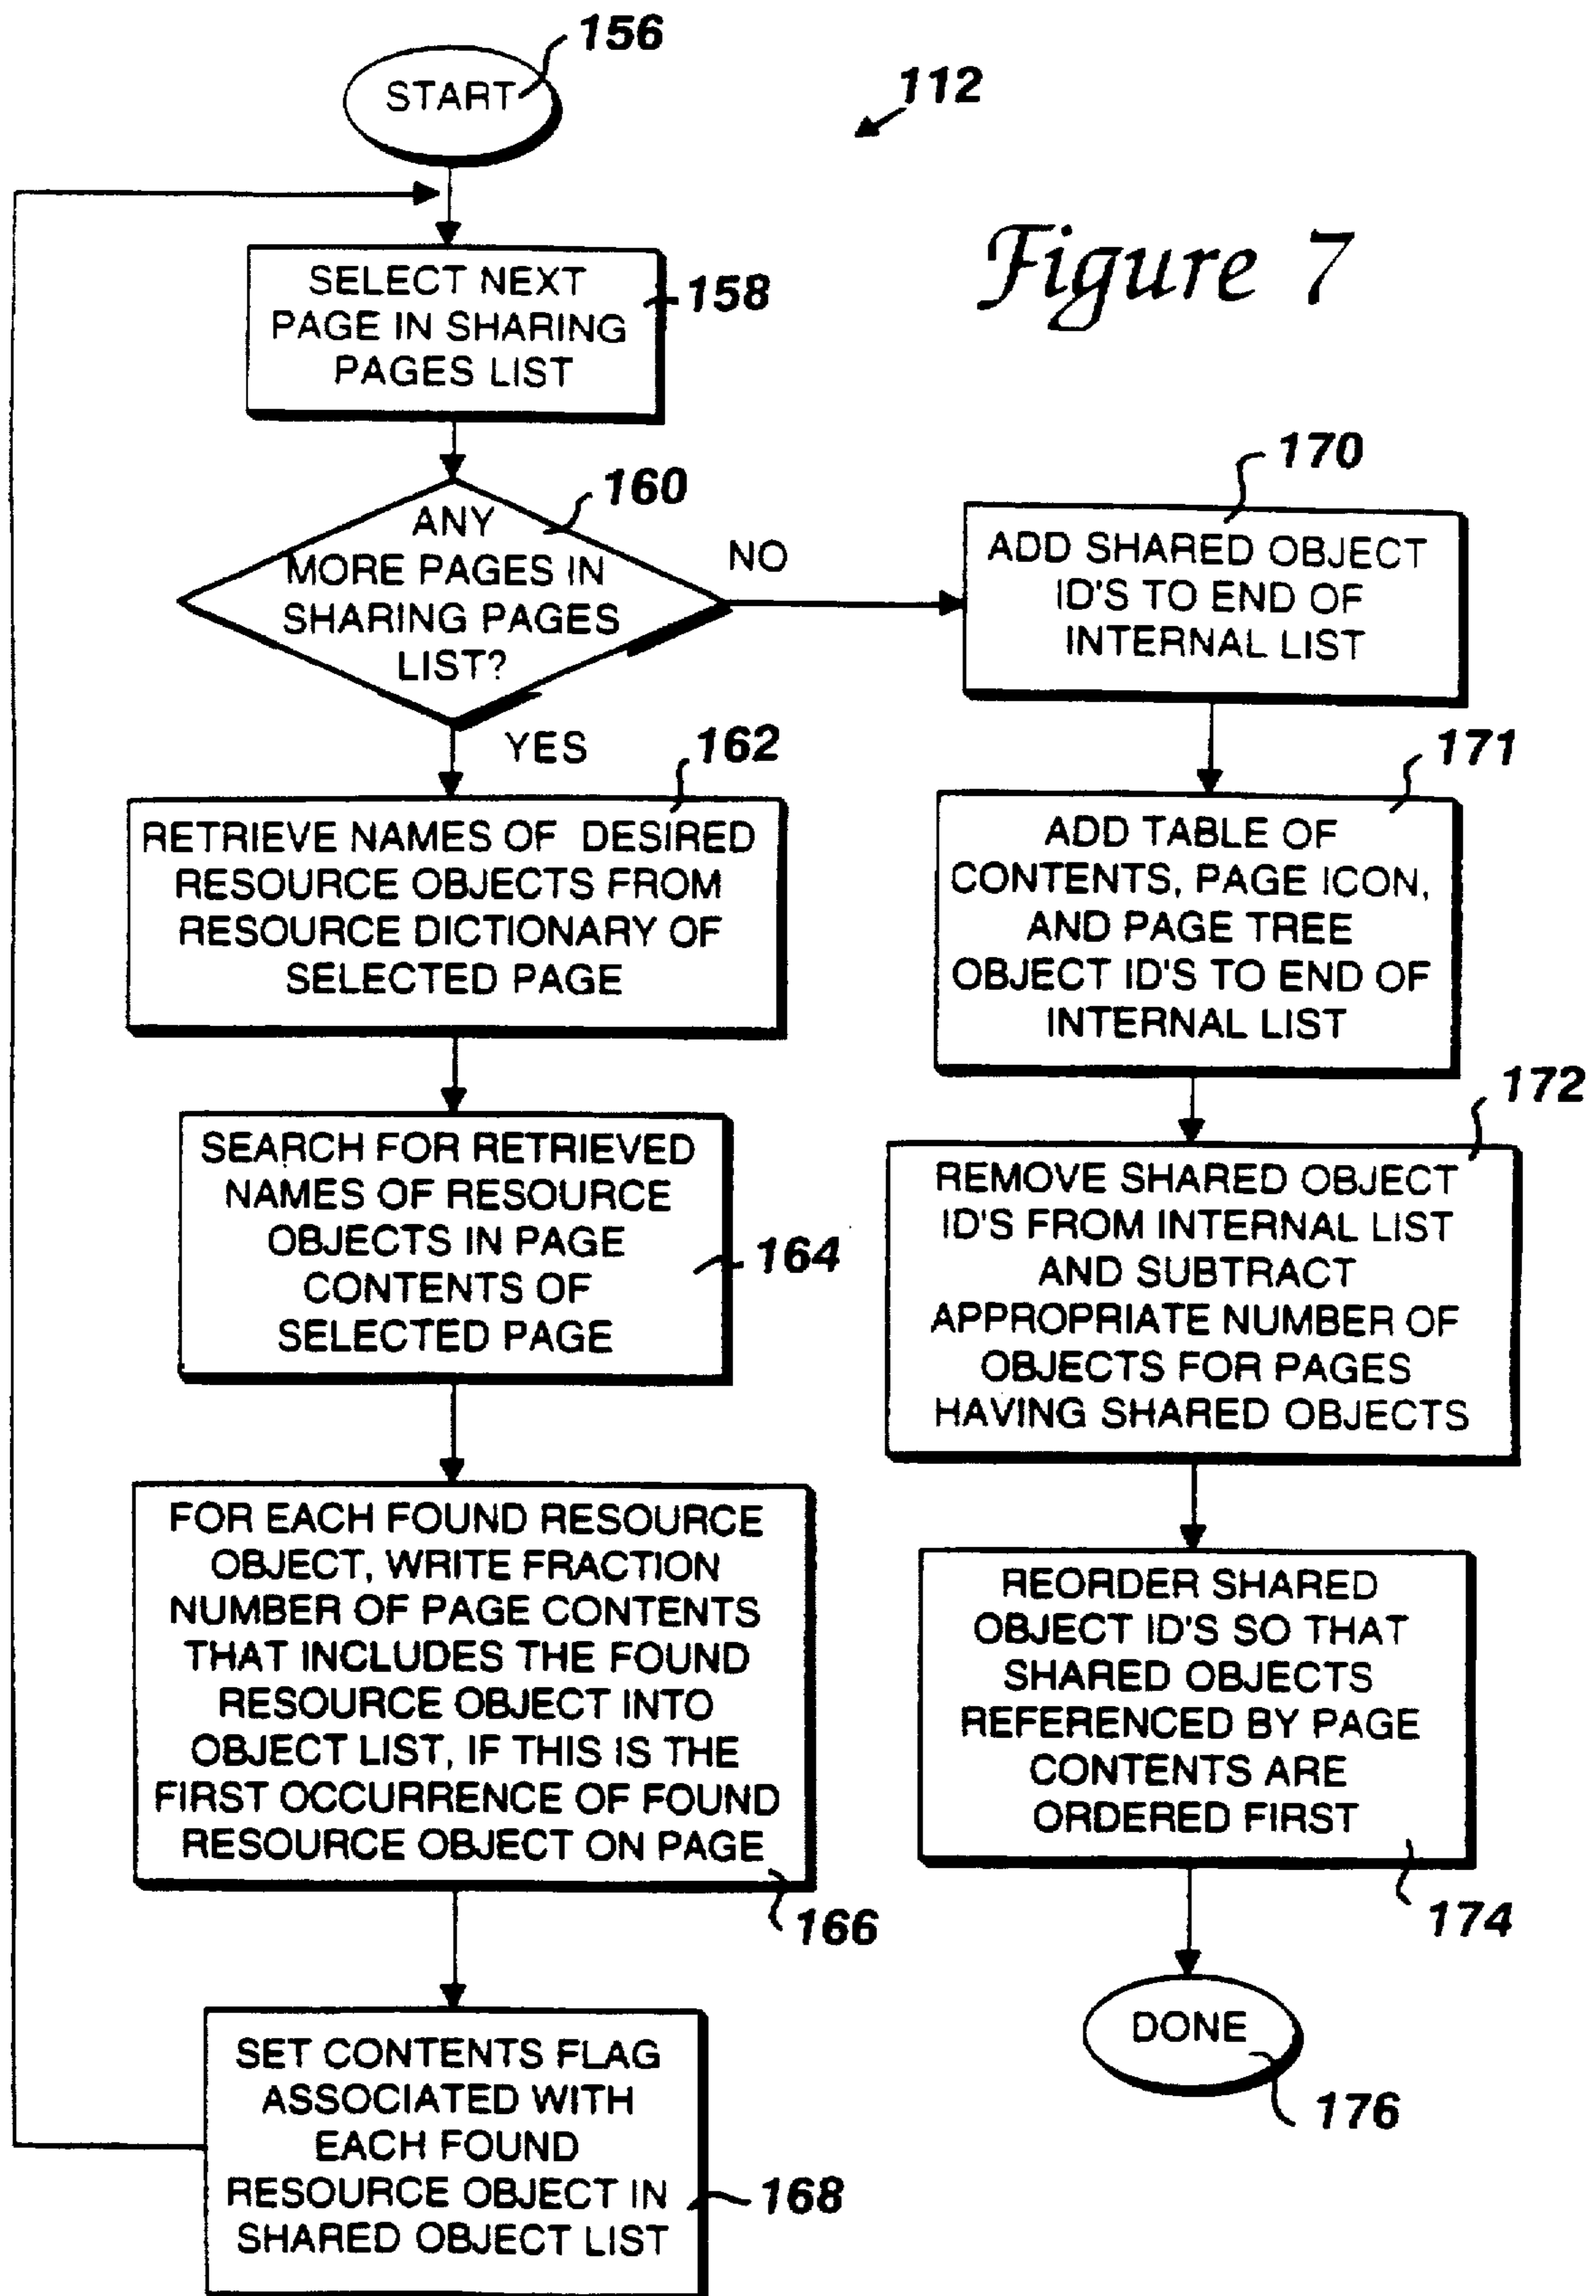 156
START
112
Figure 7
SELECT NEXT
PAGE IN SHARING
PAGES LIST
158
160
ANY
MORE PAGES IN
SHARING PAGES
LIST?
NO
YES
162
RETRIEVE NAMES OF DESIRED
RESOURCE OBJECTS FROM
RESOURCE DICTIONARY OF
SELECTED PAGE
SEARCH FOR RETRIEVED
NAMES OF RESOURCE
OBJECTS IN PAGE
CONTENTS OF
SELECTED PAGE
164
FOR EACH FOUND RESOURCE
OBJECT, WRITE FRACTION
NUMBER OF PAGE CONTENTS
THAT INCLUDES THE FOUND
RESOURCE OBJECT INTO
OBJECT LIST, IF THIS IS THE
FIRST OCCURRENCE OF FOUND
RESOURCE OBJECT ON PAGE
166
SET CONTENTS FLAG
ASSOCIATED WITH
EACH FOUND
RESOURCE OBJECT IN
SHARED OBJECT LIST
168
170
ADD SHARED OBJECT
ID'S TO END OF
INTERNAL LIST
171
ADD TABLE OF
CONTENTS, PAGE ICON,
AND PAGE TREE
OBJECT ID'S TO END OF
INTERNAL LIST
172
REMOVE SHARED OBJECT
ID'S FROM INTERNAL LIST
AND SUBTRACT
APPROPRIATE NUMBER OF
OBJECTS FOR PAGES
HAVING SHARED OBJECTS
REORDER SHARED
OBJECT ID'S SO THAT
SHARED OBJECTS
REFERENCED BY PAGE
CONTENTS ARE
ORDERED FIRST
174
DONE
176